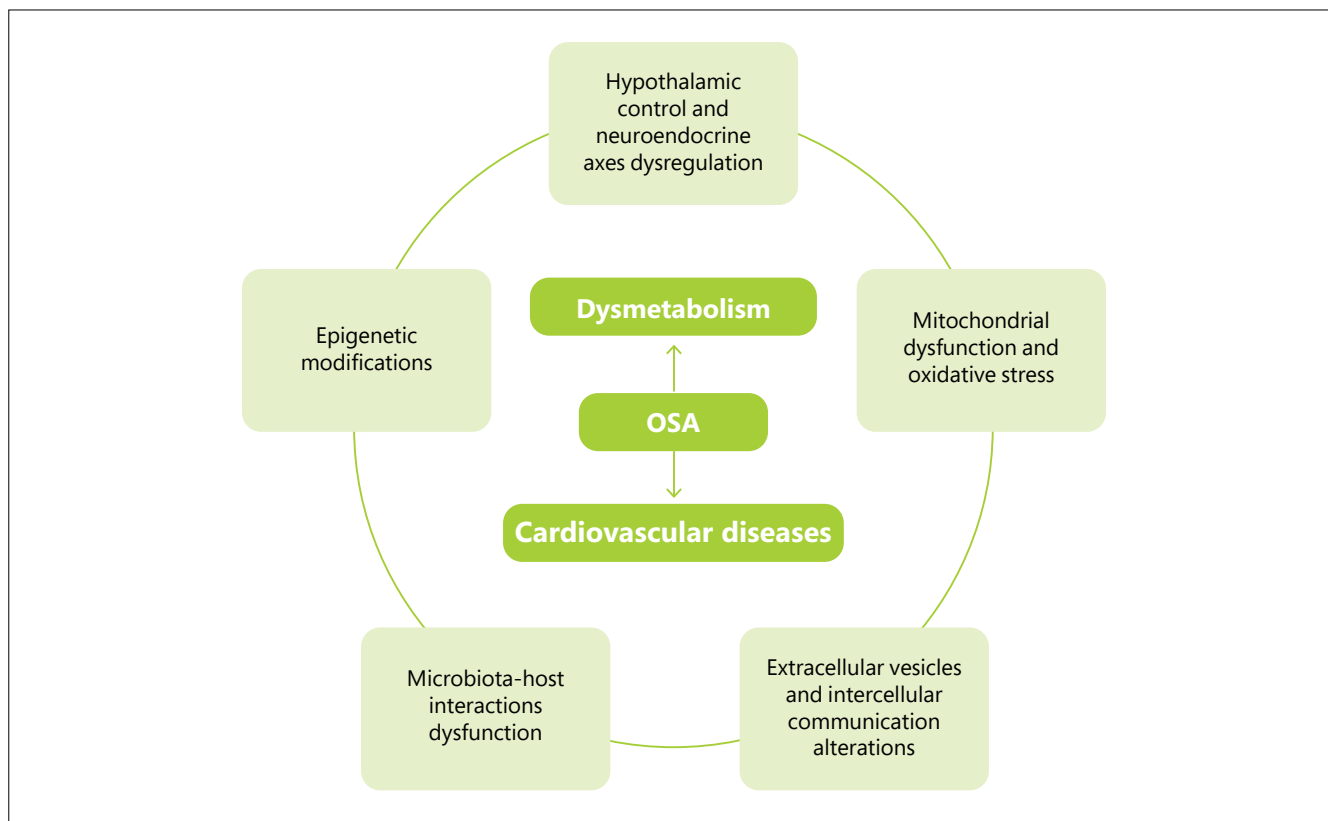 Hypothalamic
control and
neuroendocrine
axes dysregulation
Epigenetic
modifications
Dysmetabolism
OSA
Cardiovascular diseases
Mitochondrial
dysfunction and
oxidative stress
Microbiota-host
interactions
dysfunction
Extracellular vesicles
and intercellular
communication
alterations